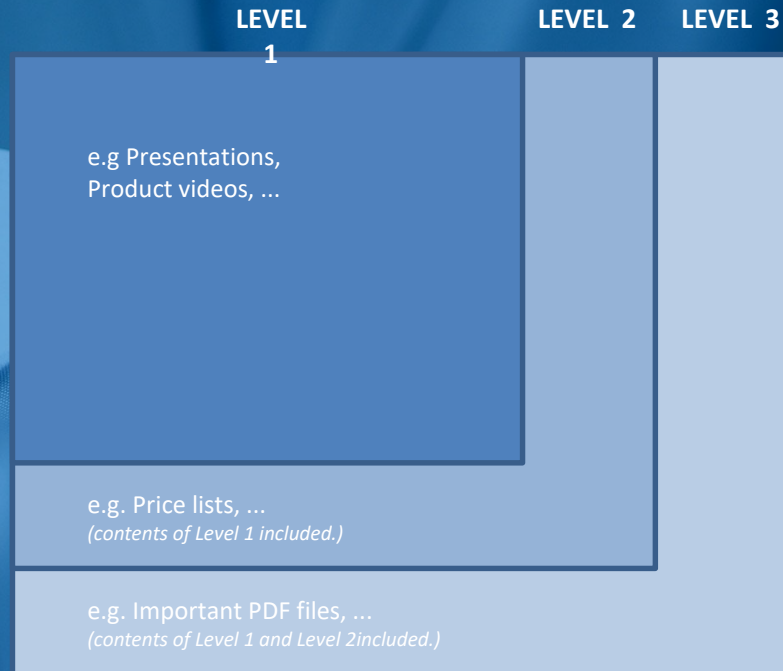 LEVEL
1
LEVEL 2
LEVEL 3
e.g Presentations,
Product videos, ...
e.g. Price lists, ...
(contents of Level 1 included.)
e.g. Important PDF files, ...
(contents of Level 1 and Level 2included.)